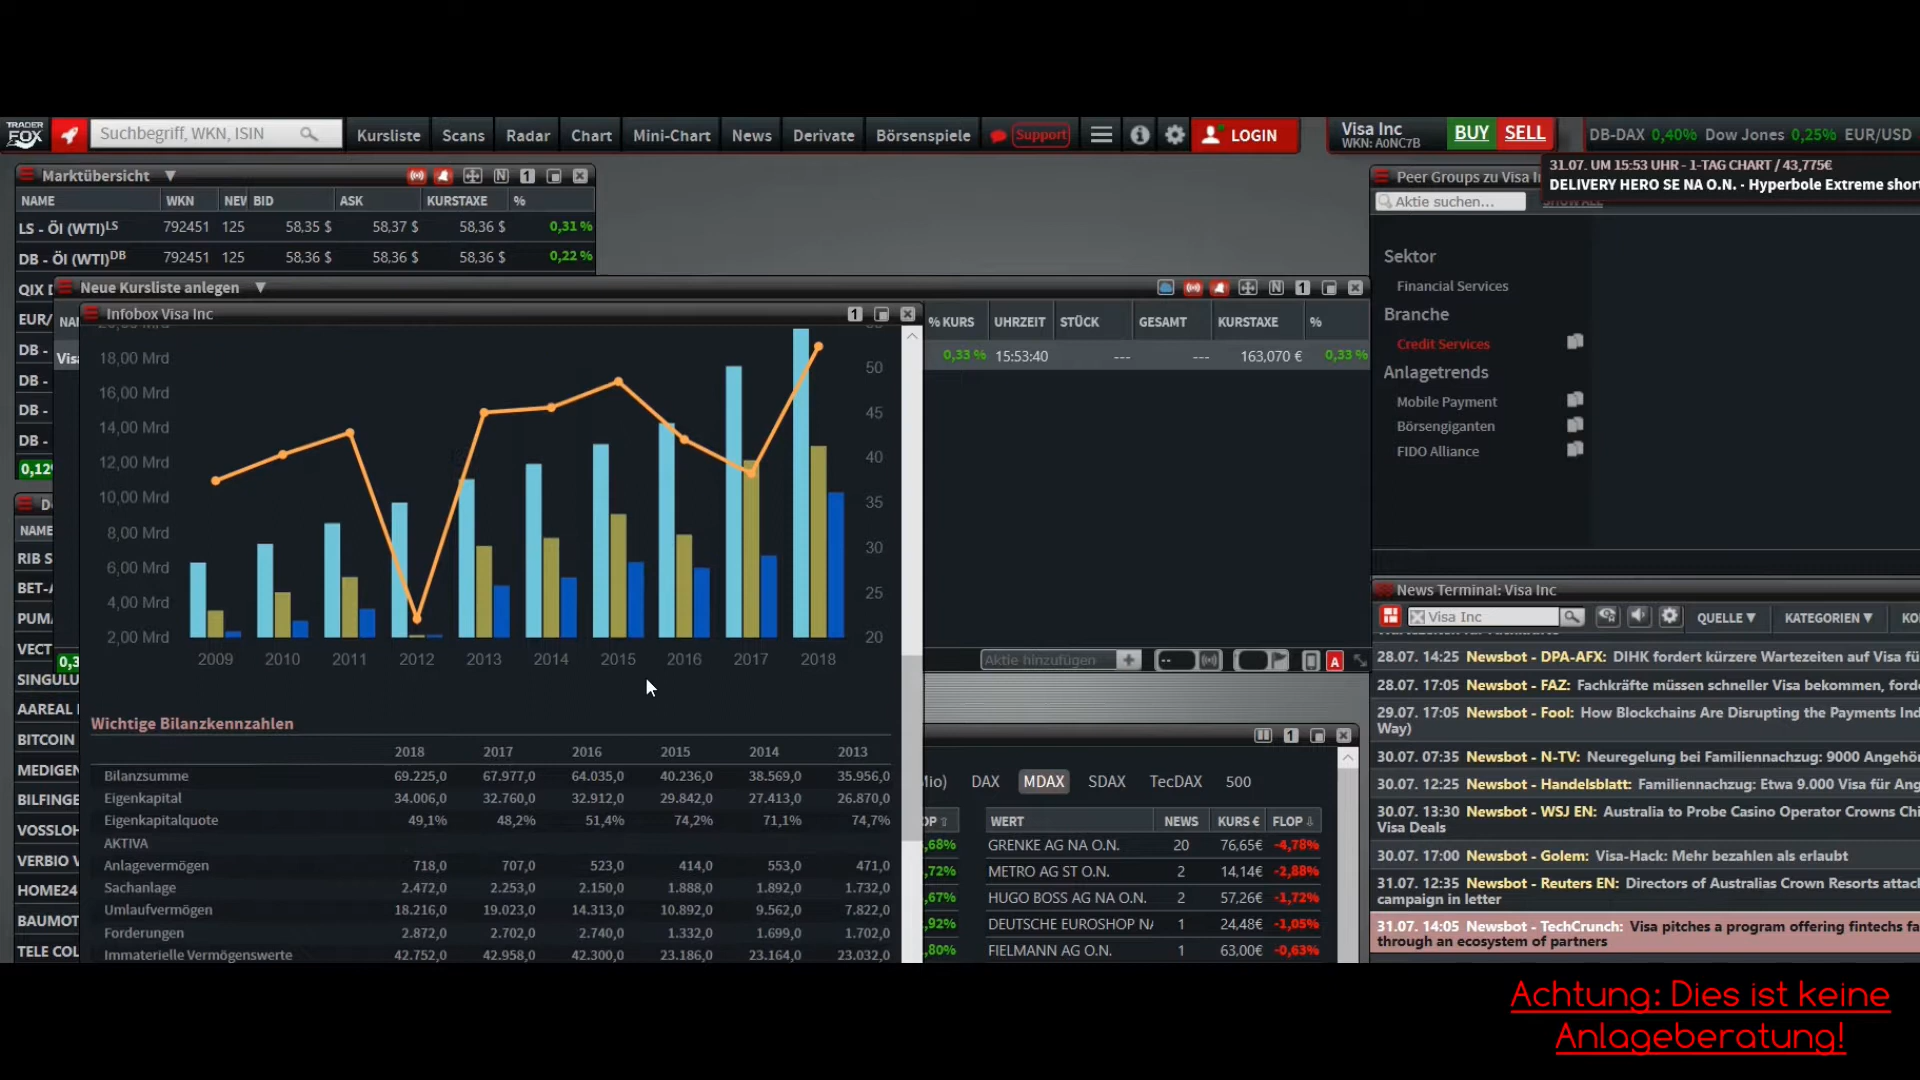 TRADER FOX
Suchbegriff, WKN, ISIN
Kursliste Scans Radar Chart Mini-Chart News Derivate Börsenspiele Support LOGIN
Visa Inc
WKN: A0NC7B
BUY SELL
DB-DAX 0,40% Dow Jones 0,25% EUR/USD
31.07. UM 15:53 UHR - 1-TAG CHART / 43,775€
DELIVERY HERO SE NA O.N. - Hyperbole Extreme short
Marktübersicht N 1
NAME WKN NEW BID ASK KURSTAXE %
LS - Öl (WTI)LS 792451 125 58,35 $ 58,37 $ 58,36 $ 0,31 %
DB - Öl (WTI)DB 792451 125 58,36 $ 58,36 $ 58,36 $ 0,22 %
QIX D
EUR/
DB -
DB -
DB -
DB -
0,12%
Neue Kursliste anlegen N 1
% KURS UHRZEIT STÜCK GESAMT KURSTAXE %
0,33 % 15:53:40 --- --- 163,070 € 0,33 %
Infobox Visa Inc 1
18,00 Mrd 50
16,00 Mrd 45
14,00 Mrd 40
12,00 Mrd 35
10,00 Mrd 30
8,00 Mrd 25
6,00 Mrd 20
4,00 Mrd
2,00 Mrd
2009 2010 2011 2012 2013 2014 2015 2016 2017 2018
Wichtige Bilanzkennzahlen
2018 2017 2016 2015 2014 2013
Bilanzsumme 69.225,0 67.977,0 64.035,0 40.236,0 38.569,0 35.956,0
Eigenkapital 34.006,0 32.760,0 32.912,0 29.842,0 27.413,0 26.870,0
Eigenkapitalquote 49,1% 48,2% 51,4% 74,2% 71,1% 74,7%
AKTIVA
Anlagevermögen 718,0 707,0 523,0 414,0 553,0 471,0
Sachanlage 2.472,0 2.253,0 2.150,0 1.888,0 1.892,0 1.732,0
Umlaufvermögen 18.216,0 19.023,0 14.313,0 10.892,0 9.562,0 7.822,0
Forderungen 2.872,0 2.702,0 2.740,0 1.332,0 1.699,0 1.702,0
Immaterielle Vermögenswerte 42.752,0 42.958,0 42.300,0 23.186,0 23.164,0 23.032,0
NAME
RIB S
BET-A
PUMA
VECT
SINGULU
AAREAL
BITCOIN
MEDIGEN
BILFINGE
VOSSLOH
VERBIO V
HOME24
BAUMOT
TELE COL
Aktie hinzufügen + -- A
DAX MDAX SDAX TecDAX 500
WERT NEWS KURS € FLOP
,68% GRENKE AG NA O.N. 20 76,65€ -4,78%
,72% METRO AG ST O.N. 2 14,14€ -2,88%
,67% HUGO BOSS AG NA O.N. 2 57,26€ -1,72%
,92% DEUTSCHE EUROSHOP NA 1 24,48€ -1,05%
,80% FIELMANN AG O.N. 1 63,00€ -0,63%
Peer Groups zu Visa In
Aktie suchen... SHOW ALL
Sektor
Financial Services
Branche
Credit Services
Anlagetrends
Mobile Payment
Börsengiganten
FIDO Alliance
News Terminal: Visa Inc
Visa Inc QUELLE KATEGORIEN KO
28.07. 14:25 Newsbot - DPA-AFX: DIHK fordert kürzere Wartezeiten auf Visa fü
28.07. 17:05 Newsbot - FAZ: Fachkräfte müssen schneller Visa bekommen, forde
29.07. 17:05 Newsbot - Fool: How Blockchains Are Disrupting the Payments Ind
Way)
30.07. 07:35 Newsbot - N-TV: Neuregelung bei Familiennachzug: 9000 Angehör
30.07. 12:25 Newsbot - Handelsblatt: Familiennachzug: Etwa 9.000 Visa für Ang
30.07. 13:30 Newsbot - WSJ EN: Australia to Probe Casino Operator Crowns Chi
Visa Deals
30.07. 17:00 Newsbot - Golem: Visa-Hack: Mehr bezahlen als erlaubt
31.07. 12:35 Newsbot - Reuters EN: Directors of Australias Crown Resorts attac
campaign in letter
31.07. 14:05 Newsbot - TechCrunch: Visa pitches a program offering fintechs fa
through an ecosystem of partners
Achtung: Dies ist keine
Anlageberatung!